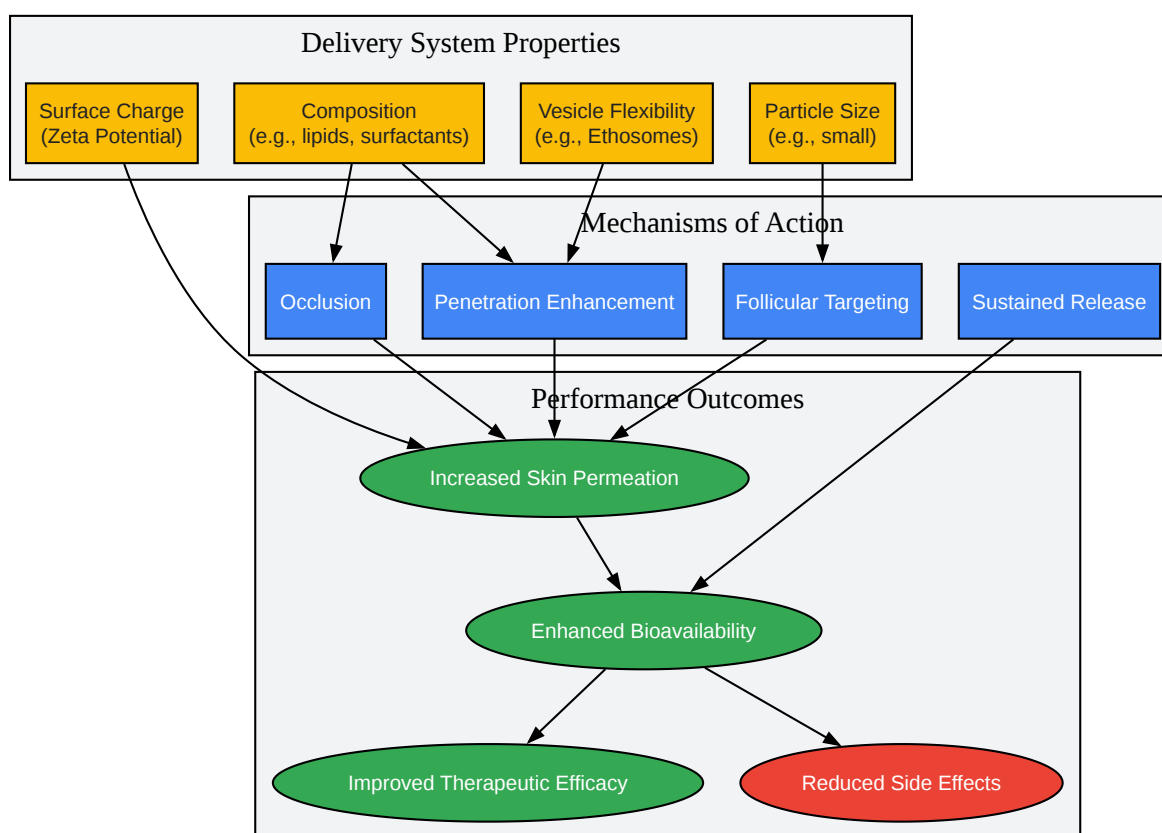 Delivery System Properties
Surface Charge
(Zeta Potential)
Composition
(e.g., lipids, surfactants)
Vesicle Flexibility
(e.g., Ethosomes)
Particle Size
(e.g., small)
Mechanisms of Action
Occlusion
Penetration Enhancement
Follicular Targeting
Sustained Release
Performance Outcomes
Increased Skin Permeation
Enhanced Bioavailability
Improved Therapeutic Efficacy
Reduced Side Effects